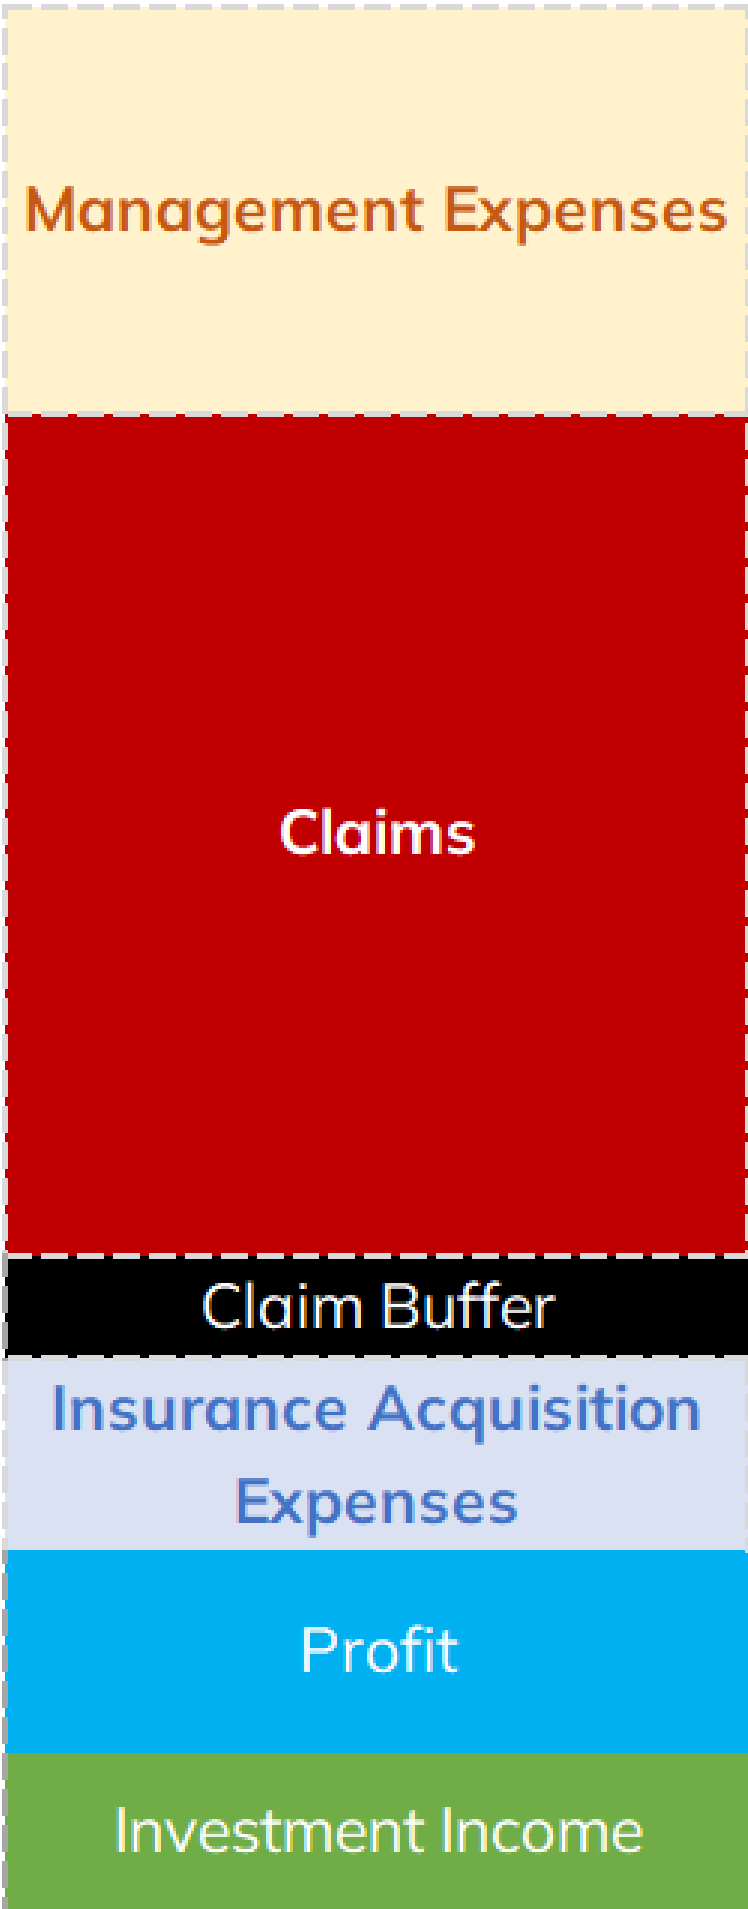 Management Expenses
Claims
Claim Buffer
Insurance Acquisition
Expenses
Profit
Investment Income